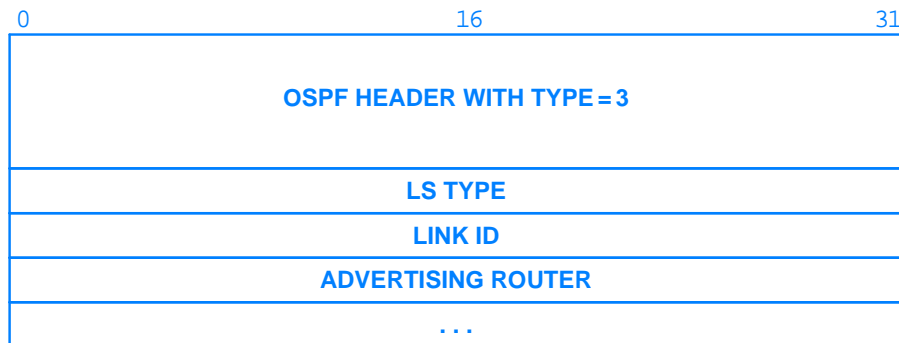 0 16 31
OSPF HEADER WITH TYPE = 3
LS TYPE
LINK ID
ADVERTISING ROUTER
. . .